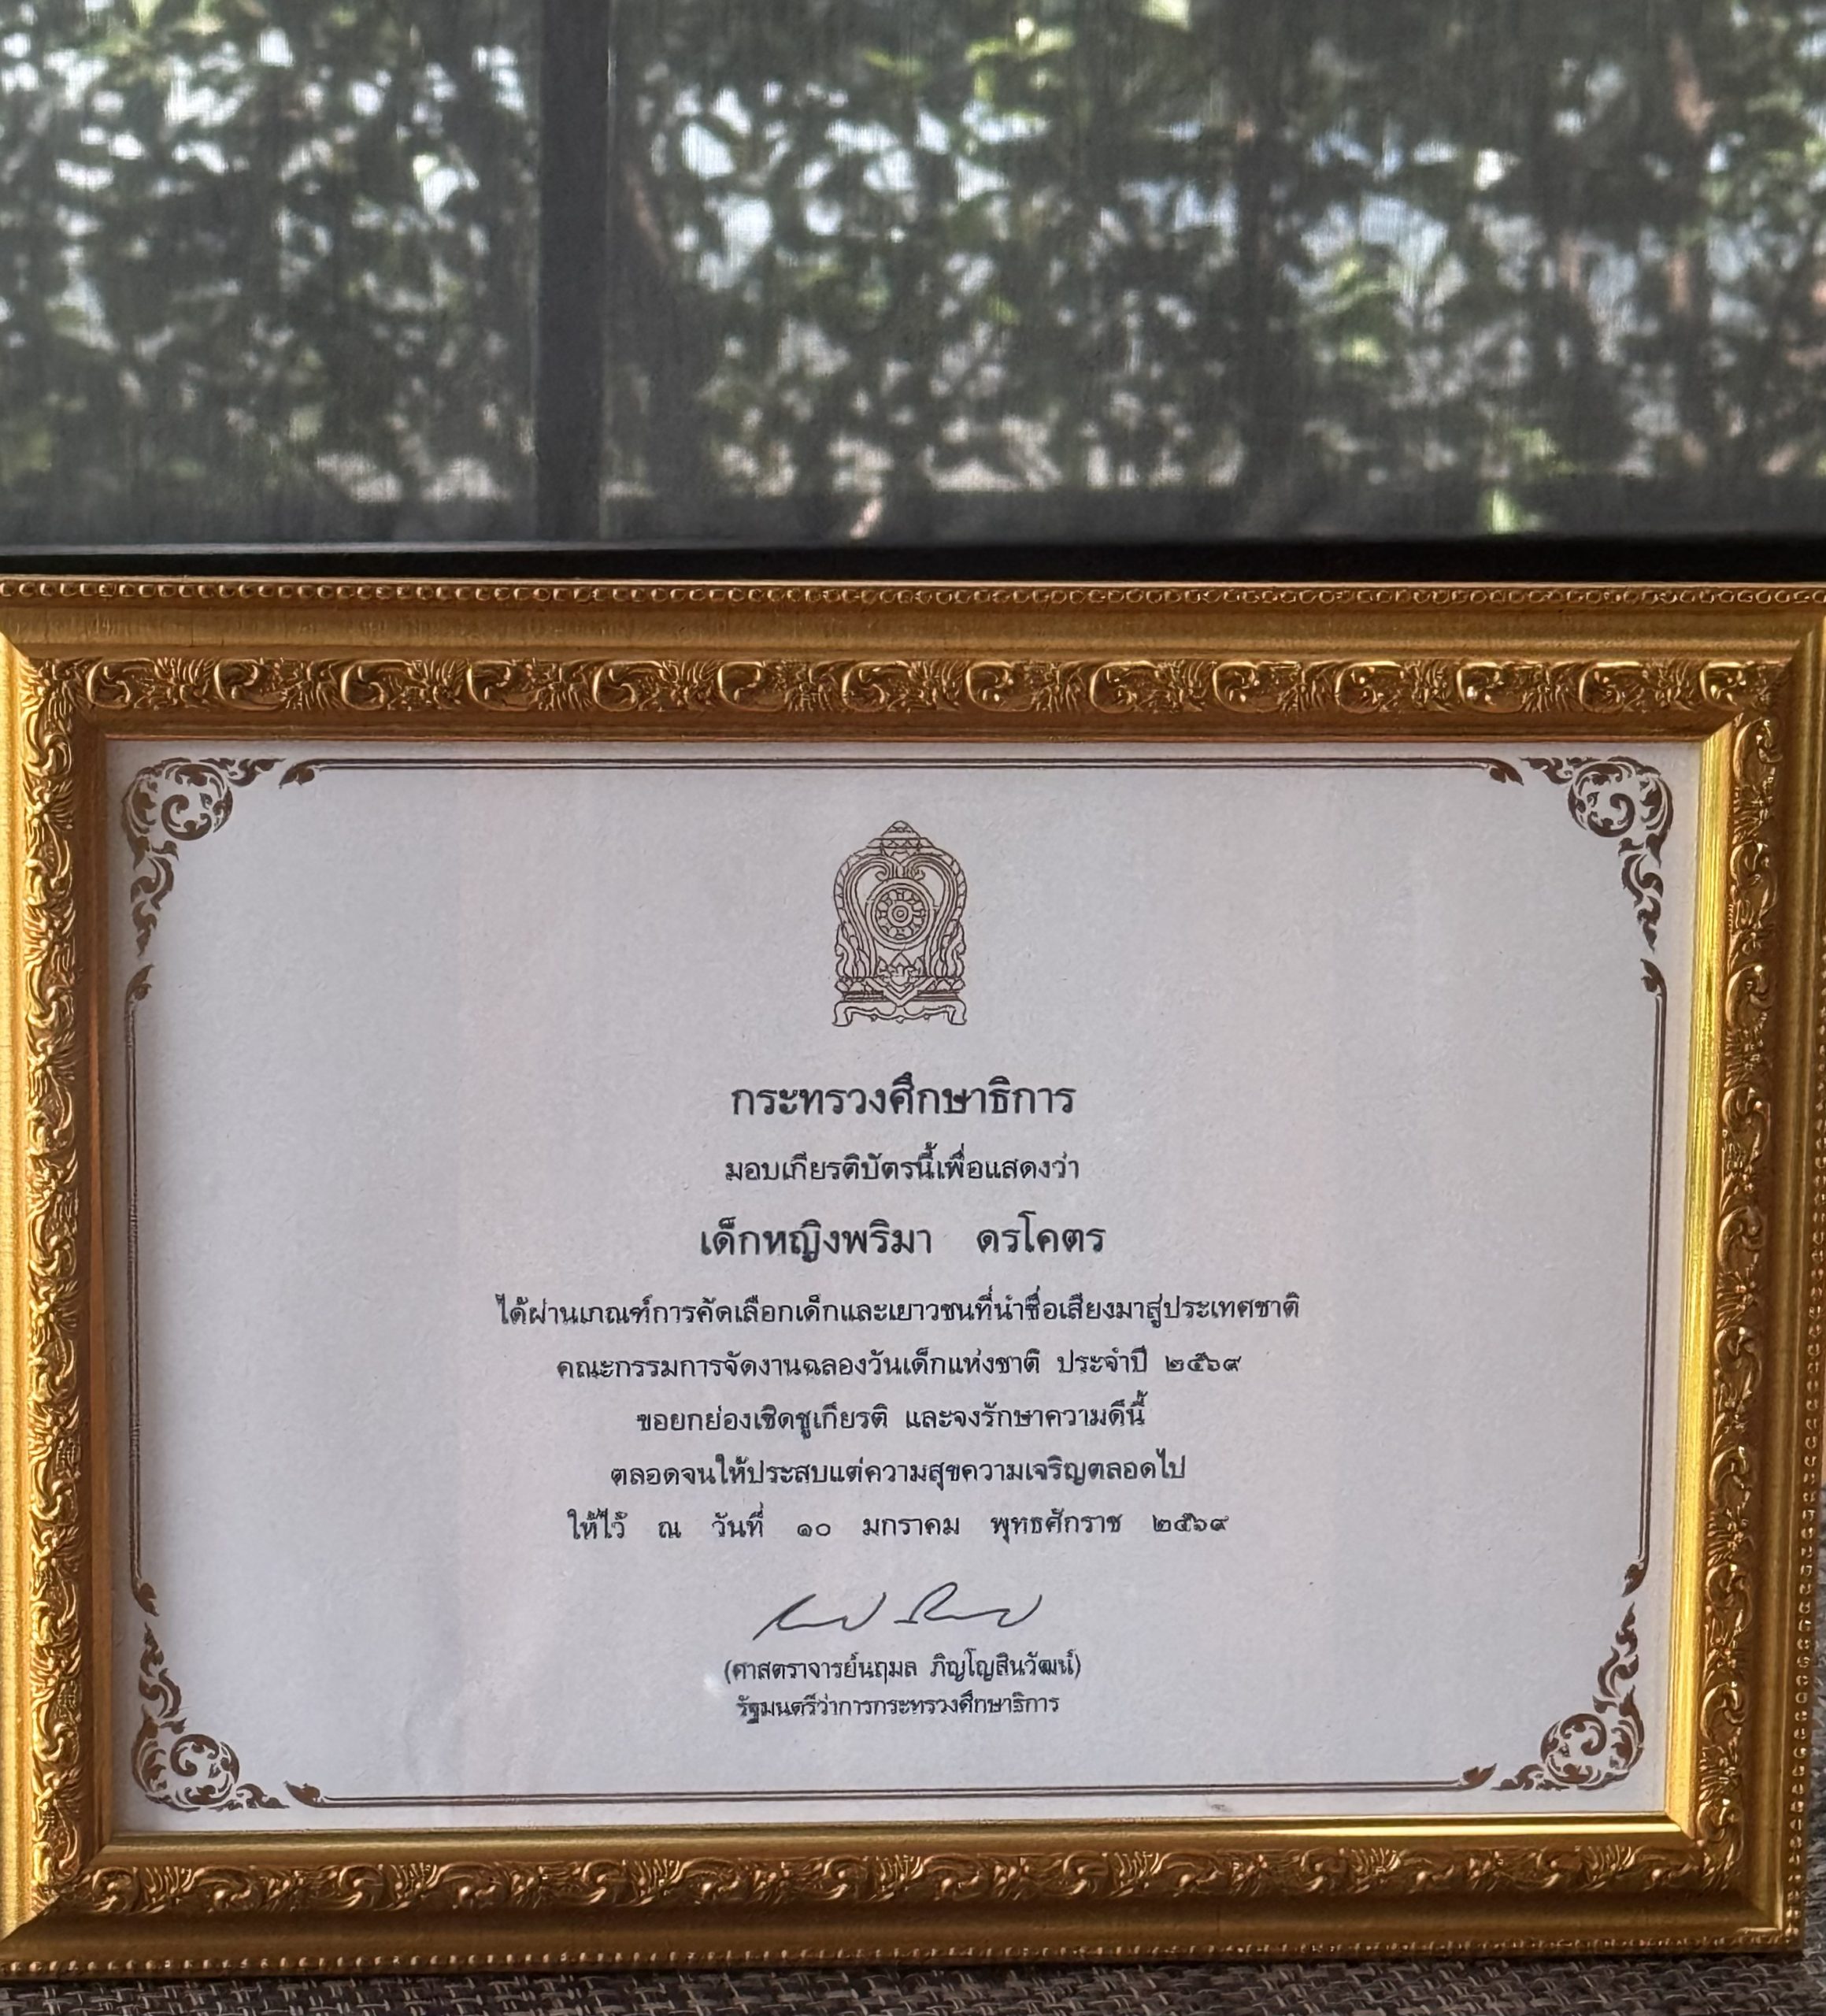 กระทรวงศึกษาธิการ
มอบเกียรติบัตรนี้เพื่อแสดงว่า
เด็กหญิงพริมา ดรโคตร
ได้ผ่านเกณฑ์การคัดเลือกเด็กและเยาวชนที่นำชื่อเสียงมาสู่ประเทศชาติ
คณะกรรมการจัดงานฉลองวันเด็กแห่งชาติ ประจำปี ๒๕๖๙
ขอยกย่องเชิดชูเกียรติ และจงรักษาความดีนี้
ตลอดจนให้ประสบแต่ความสุขความเจริญตลอดไป
ให้ไว้ ณ วันที่ ๑๐ มกราคม พุทธศักราช ๒๕๖๙
(ศาสตราจารย์นฤมล ภิญโญสินวัฒน์)
รัฐมนตรีว่าการกระทรวงศึกษาธิการ